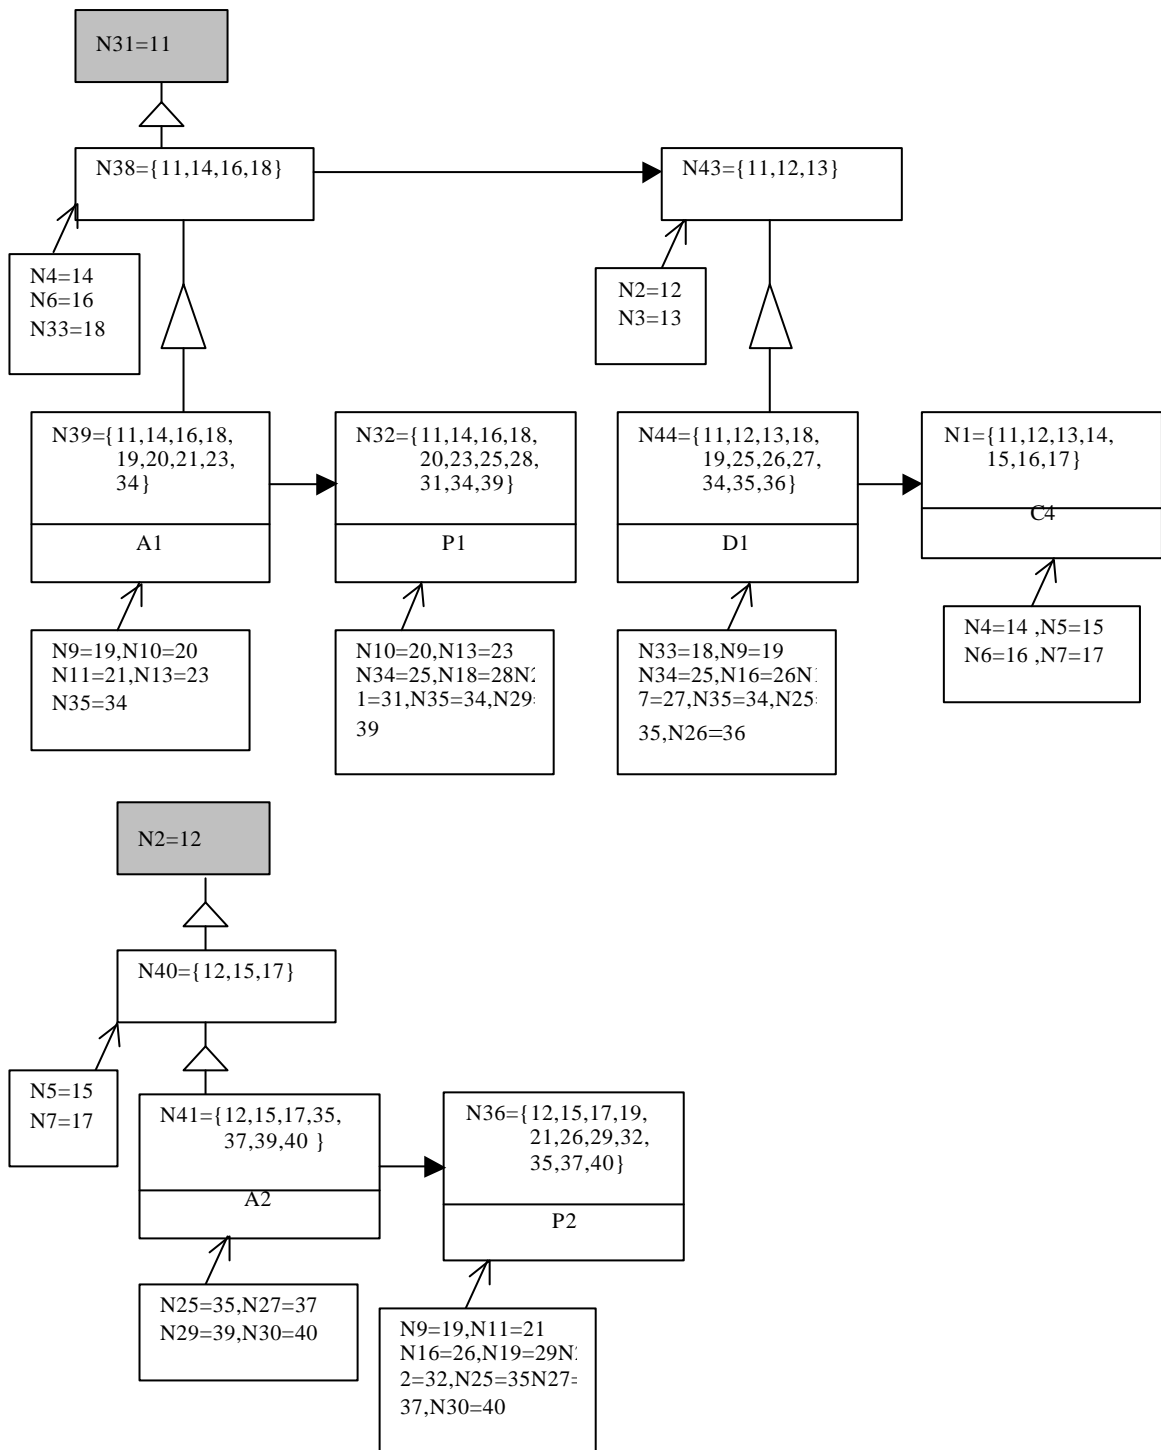 N31=11
N38={11,14,16,18}
N43={11,12,13}
N4=14
N6=16
N33=18
N2=12
N3=13
N39={11,14,16,18,
19,20,21,23,
34}
A1
N32={11,14,16,18,
20,23,25,28,
31,34,39}
P1
N44={11,12,13,18,
19,25,26,27,
34,35,36}
D1
N1={11,12,13,14,
15,16,17}
C4
N9=19,N10=20
N11=21,N13=23
N35=34
N10=20,N13=23
N34=25,N18=28N2
1=31,N35=34,N29=
39
N33=18,N9=19
N34=25,N16=26N1
7=27,N35=34,N25=
35,N26=36
N4=14 ,N5=15
N6=16 ,N7=17
N2=12
N40={12,15,17}
N5=15
N7=17
N41={12,15,17,35,
37,39,40 }
A2
N36={12,15,17,19,
21,26,29,32,
35,37,40}
P2
N25=35,N27=37
N29=39,N30=40
N9=19,N11=21
N16=26,N19=29N2
2=32,N25=35N27=
37,N30=40